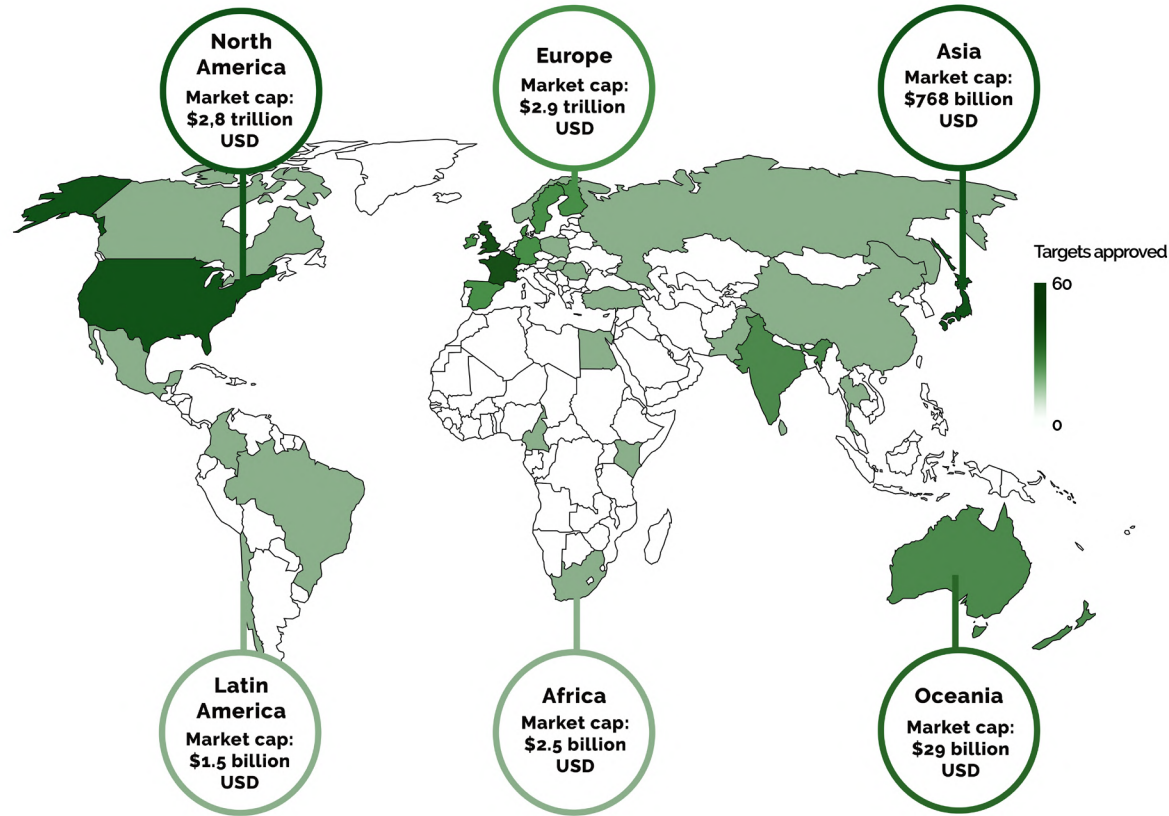 North
America
Market cap:
$2,8 trillion
USD
Europe
Market cap:
$2.9 trillion
USD
Asia
Market cap:
$768 billion
USD
Targets approved
60
0
Latin
America
Market cap:
$1.5 billion
USD
Africa
Market cap:
$2.5 billion
USD
Oceania
Market cap:
$29 billion
USD